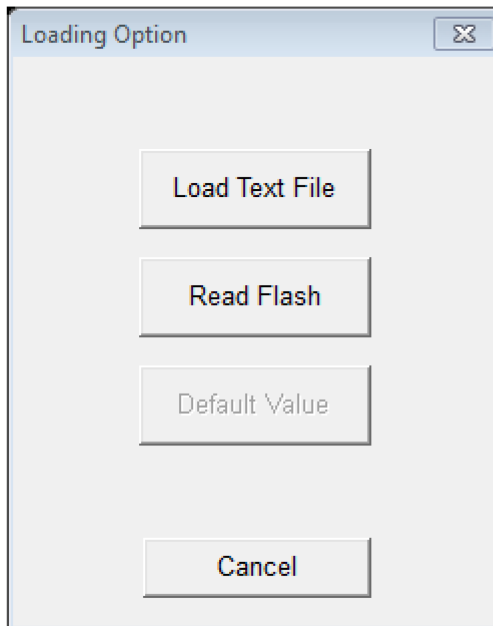 Loading Option
Load Text File
Read Flash
Default Value
Cancel